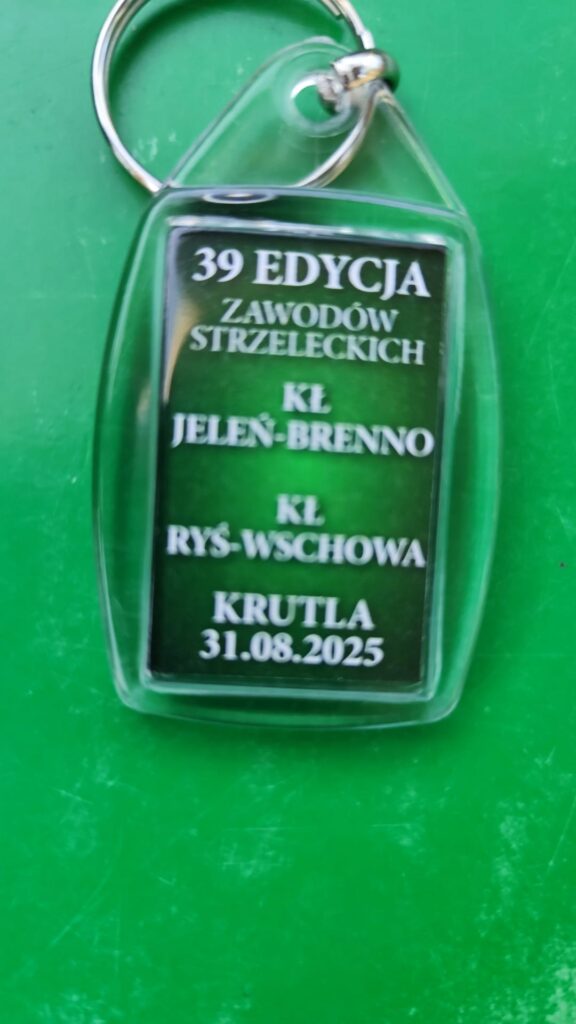 39 EDYCJA
ZAWODÓW
STRZELECKICH
KŁ
JELEŃ-BRENNO
KŁ
RYŚ-WSCHOWA
KRUTLA
31.08.2025